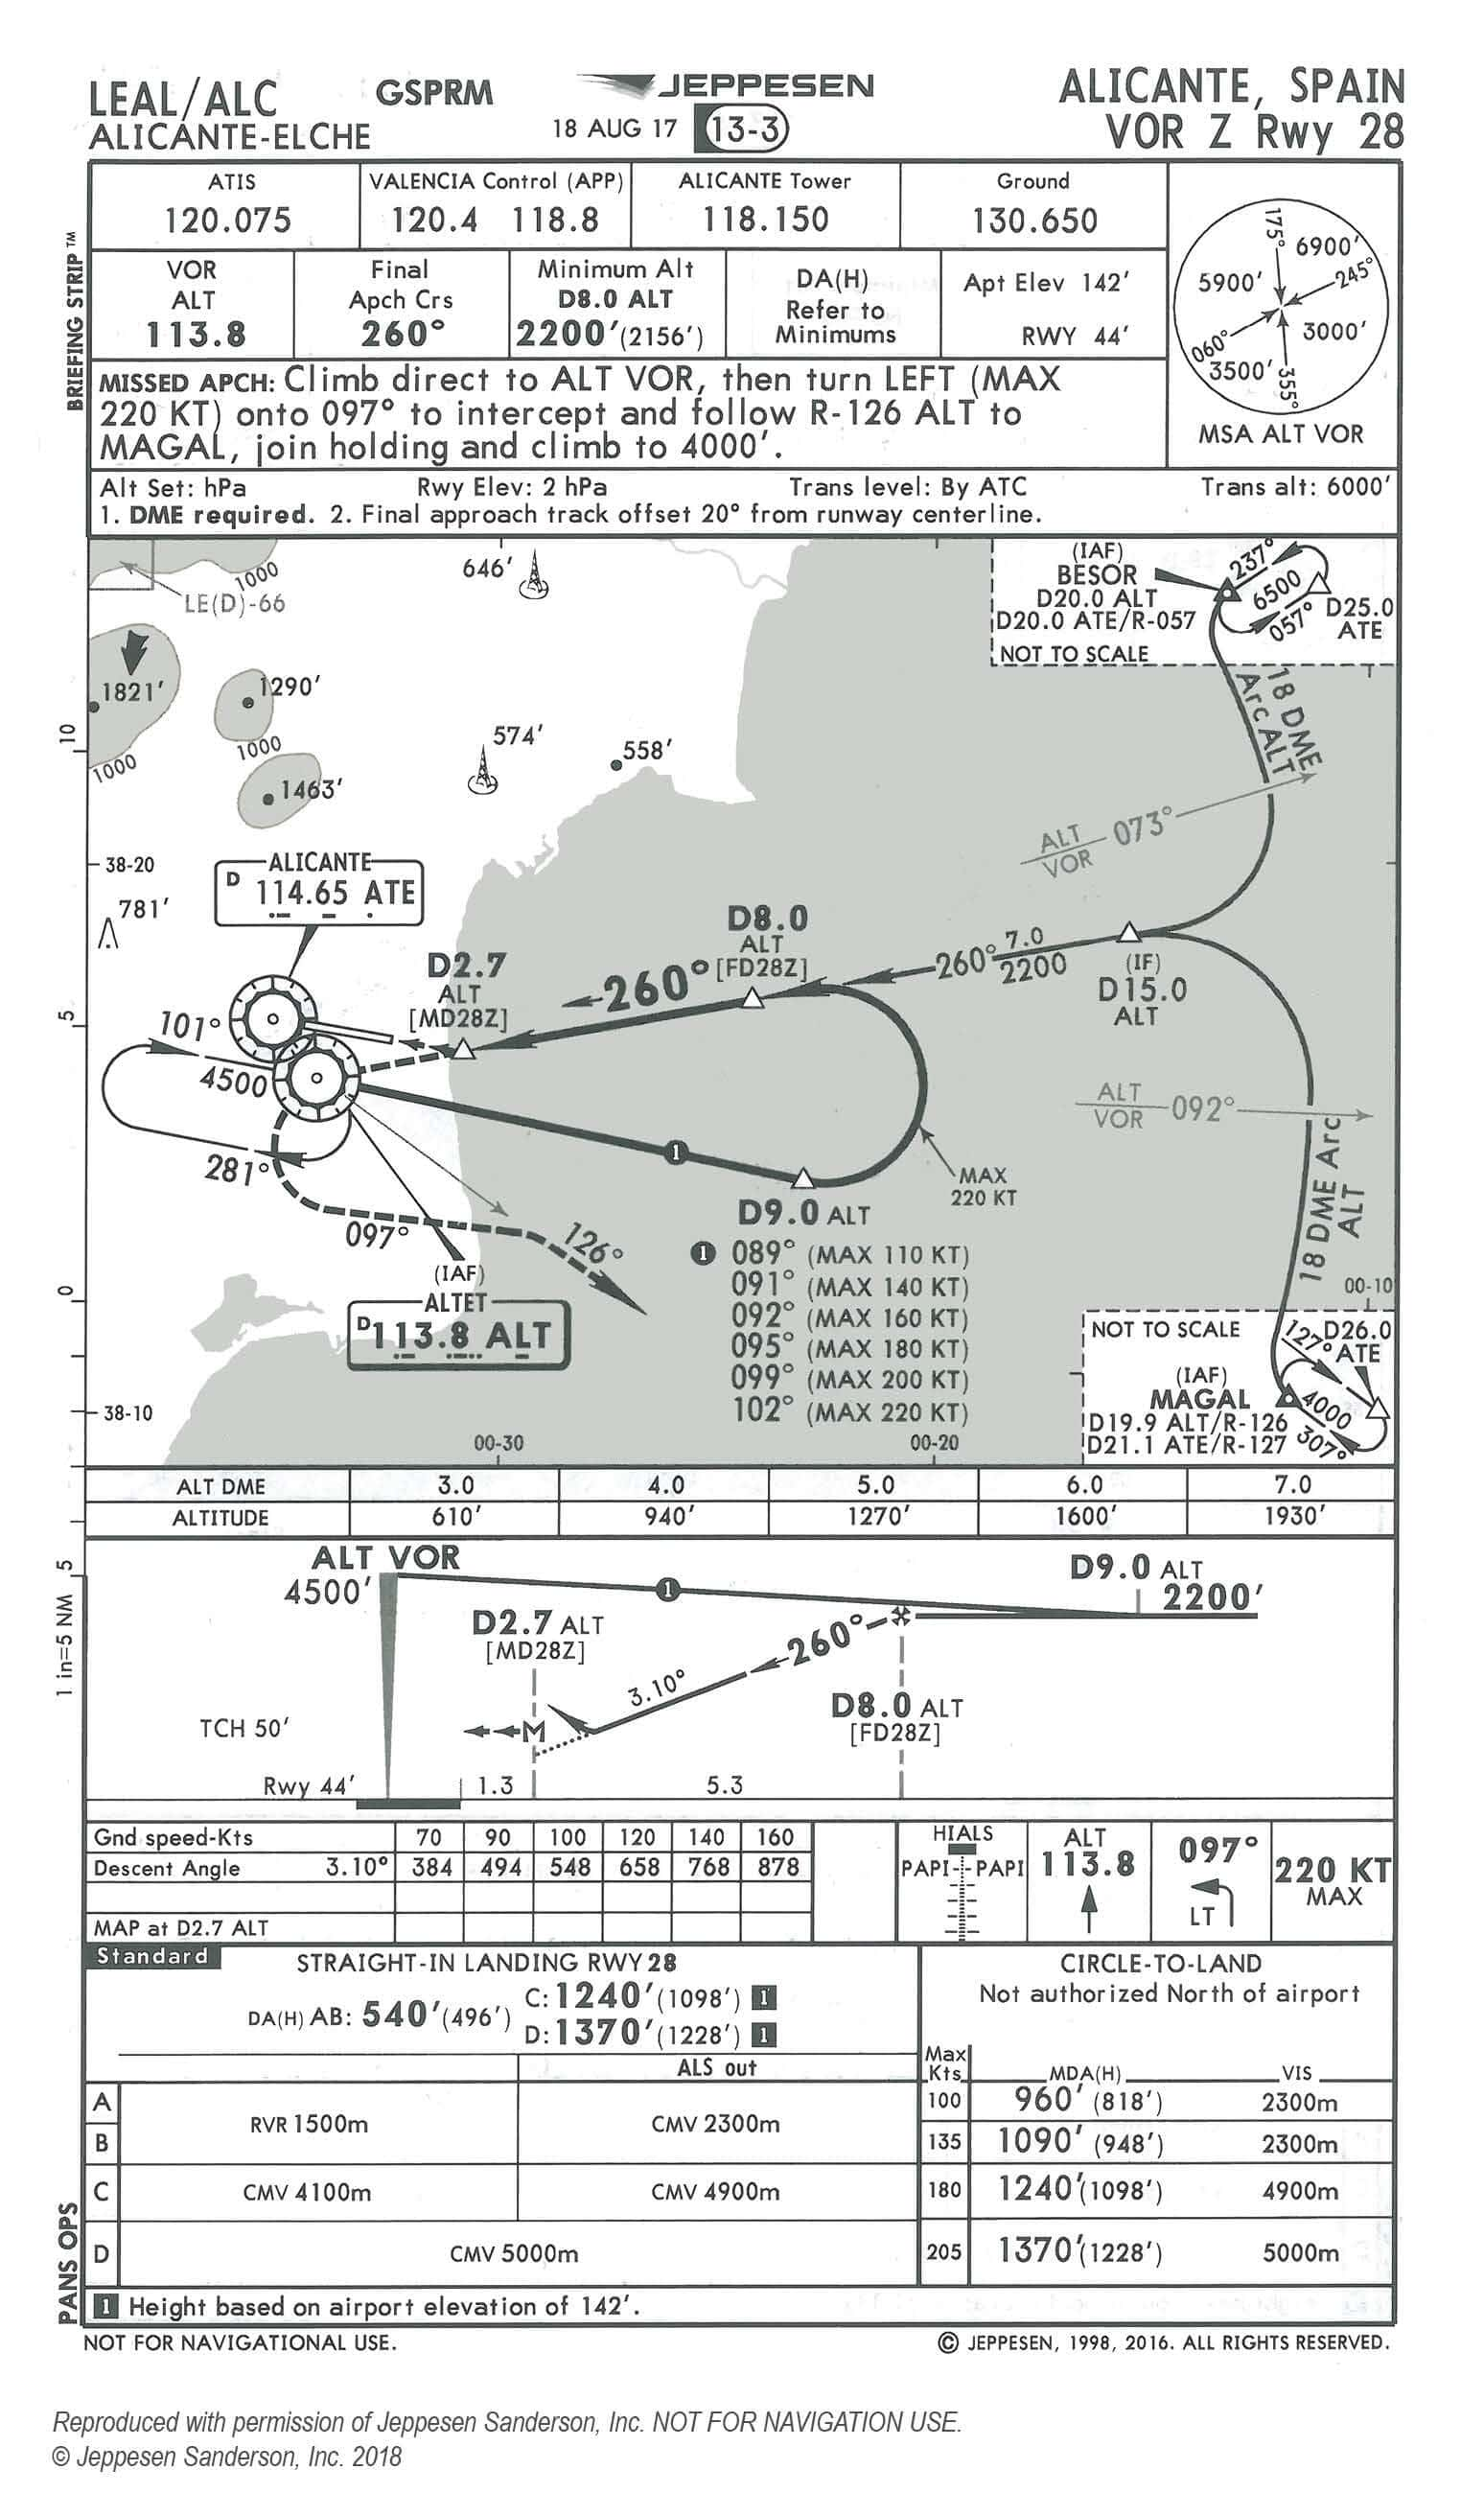 LEAL/ALC
ALICANTE-ELCHE
GSPRM
JEPPESEN
18 AUG 17
13-3
ALICANTE, SPAIN
VOR Z Rwy 28
BRIEFING STRIP™
ATIS
120.075
VALENCIA Control (APP)
120.4 118.8
ALICANTE Tower
118.150
Ground
130.650
VOR
ALT
113.8
Final
Apch Crs
260°
Minimum Alt
D8.0 ALT
2200'(2156')
DA(H)
Refer to
Minimums
Apt Elev 142'
RWY 44'
175°
6900'
245°
5900'
3000'
060°
3500'
355°
MSA ALT VOR
MISSED APCH: Climb direct to ALT VOR, then turn LEFT (MAX
220 KT) onto 097° to intercept and follow R-126 ALT to
MAGAL, join holding and climb to 4000'.
Alt Set: hPa Rwy Elev: 2 hPa Trans level: By ATC Trans alt: 6000'
1. DME required. 2. Final approach track offset 20° from runway centerline.
1000
LE(D)-66
646'
(IAF)
BESOR
D20.0 ALT
D20.0 ATE/R-057
NOT TO SCALE
237°
6500
057°
D25.0
ATE
1821'
1000
1290'
1000
1463'
574'
558'
10
18 DME
Arc ALT
ALT
VOR
073°
38-20
781'
ALICANTE
D 114.65 ATE
D2.7
ALT
[MD28Z]
260°
D8.0
ALT
[FD28Z]
260°
7.0
2200
(IF)
D15.0
ALT
5
101°
4500
281°
ALT
VOR
092°
MAX
220 KT
18 DME Arc
ALT
097°
126°
(IAF)
ALTET
D 113.8 ALT
D9.0 ALT
1 089° (MAX 110 KT)
091° (MAX 140 KT)
092° (MAX 160 KT)
095° (MAX 180 KT)
099° (MAX 200 KT)
102° (MAX 220 KT)
1
0
00-10
NOT TO SCALE
127°
D26.0
ATE
(IAF)
MAGAL
D19.9 ALT/R-126
D21.1 ATE/R-127
4000
307°
38-10
00-30
00-20
ALT DME 3.0 4.0 5.0 6.0 7.0
ALTITUDE 610' 940' 1270' 1600' 1930'
1 in=5 NM
5
ALT VOR
4500'
1
D9.0 ALT
2200'
D2.7 ALT
[MD28Z]
260°
3.10°
D8.0 ALT
[FD28Z]
M
TCH 50'
Rwy 44'
1.3
5.3
Gnd speed-Kts 70 90 100 120 140 160
Descent Angle 3.10° 384 494 548 658 768 878
MAP at D2.7 ALT
HIALS
PAPI PAPI
ALT
113.8
097°
LT
220 KT
MAX
Standard
STRAIGHT-IN LANDING RWY 28
DA(H) AB: 540'(496')
C: 1240'(1098') 1
D: 1370'(1228') 1
ALS out
A
B
RVR 1500m
CMV 2300m
C
CMV 4100m
CMV 4900m
D
CMV 5000m
CIRCLE-TO-LAND
Not authorized North of airport
Max
Kts
MDA(H) VIS
100 960' (818') 2300m
135 1090' (948') 2300m
180 1240'(1098') 4900m
205 1370'(1228') 5000m
PANS OPS
1 Height based on airport elevation of 142'.
NOT FOR NAVIGATIONAL USE.
© JEPPESEN, 1998, 2016. ALL RIGHTS RESERVED.
Reproduced with permission of Jeppesen Sanderson, Inc. NOT FOR NAVIGATION USE.
© Jeppesen Sanderson, Inc. 2018